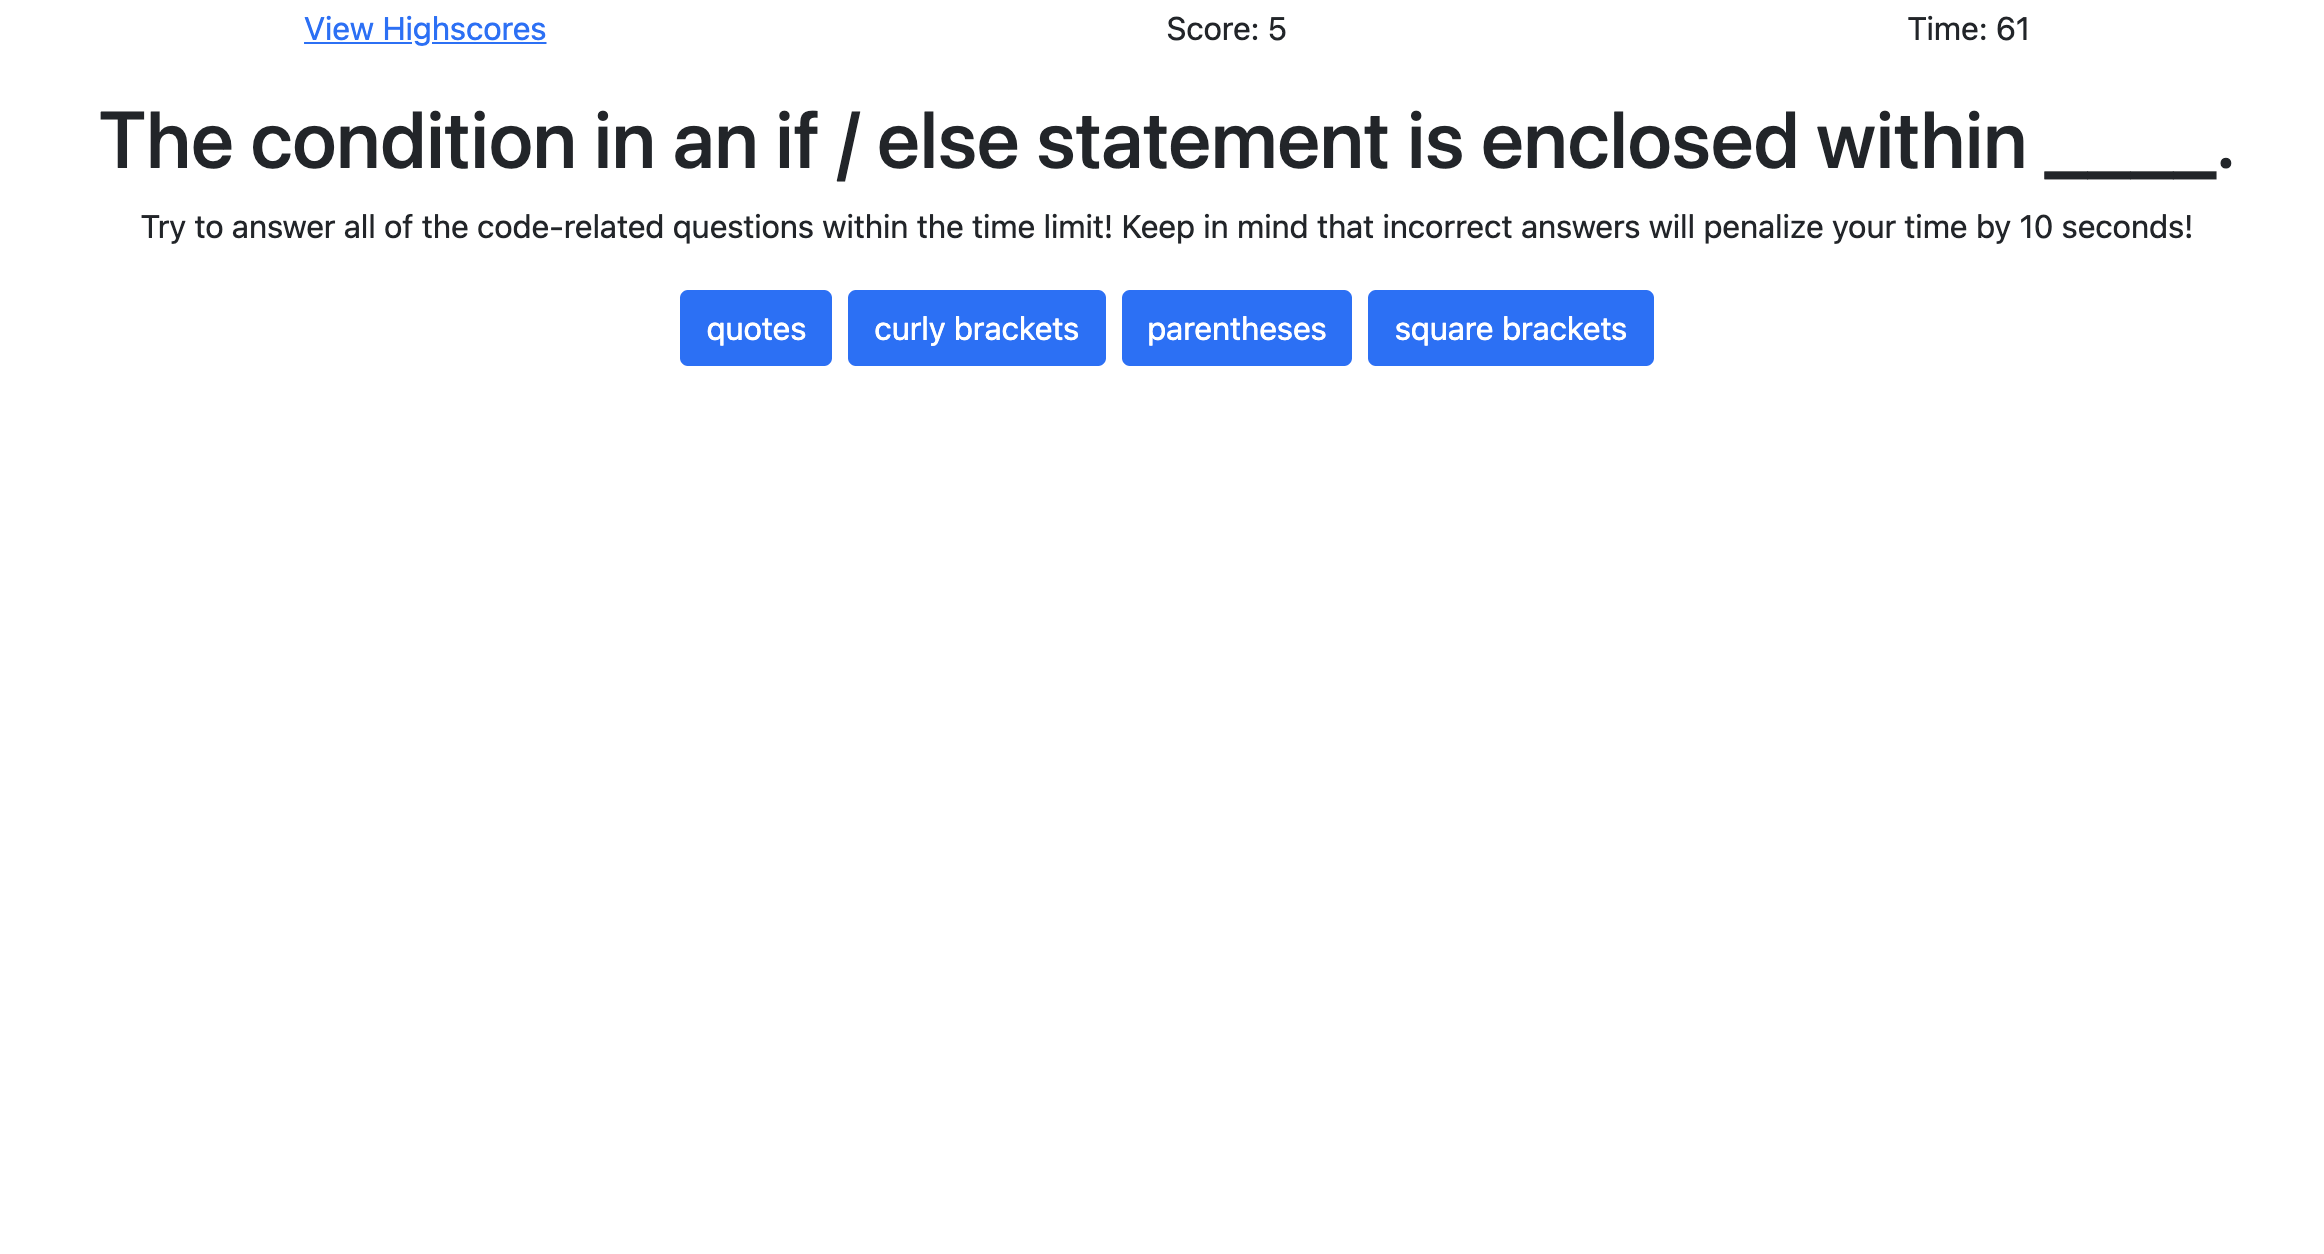 View Highscores Score: 5 Time: 61
The condition in an if / else statement is enclosed within ____.
Try to answer all of the code-related questions within the time limit! Keep in mind that incorrect answers will penalize your time by 10 seconds!
quotes curly brackets parentheses square brackets